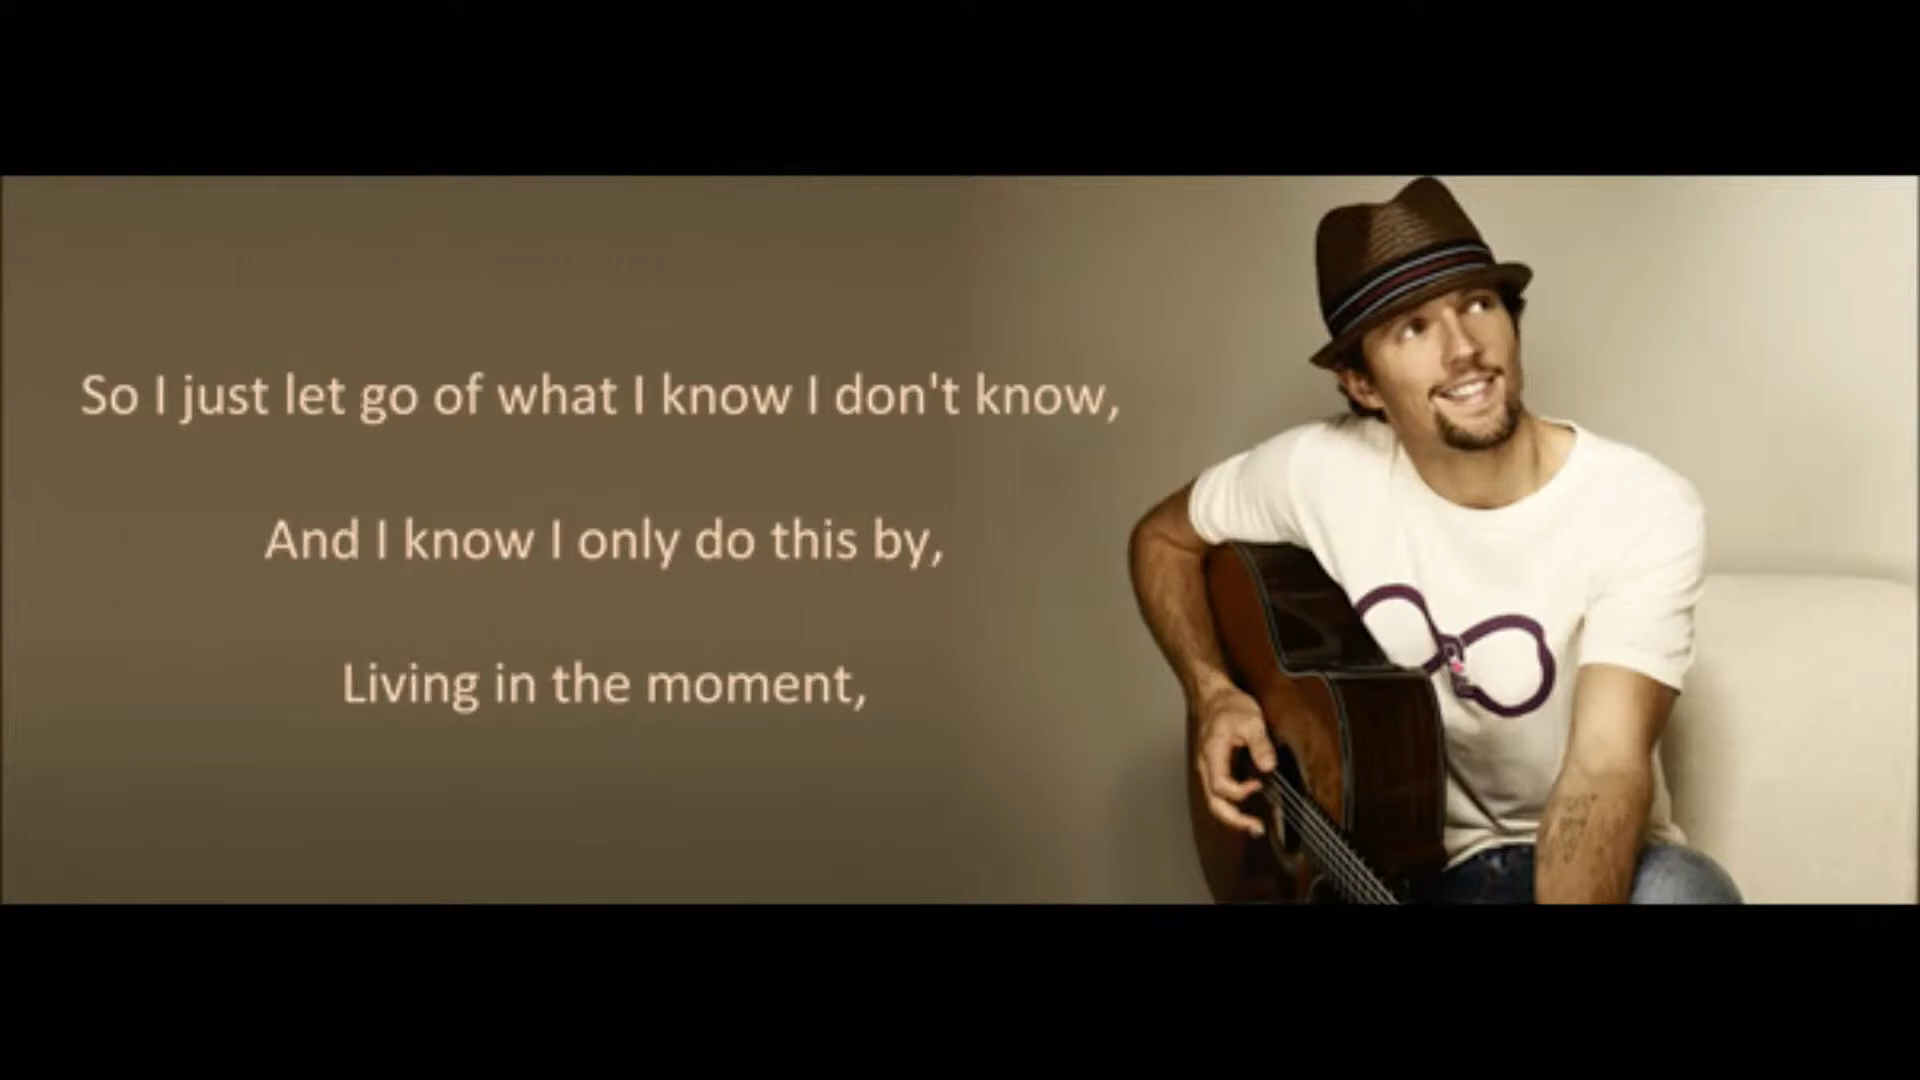 So I just let go of what I know I don't know,
And I know I only do this by,
Living in the moment,